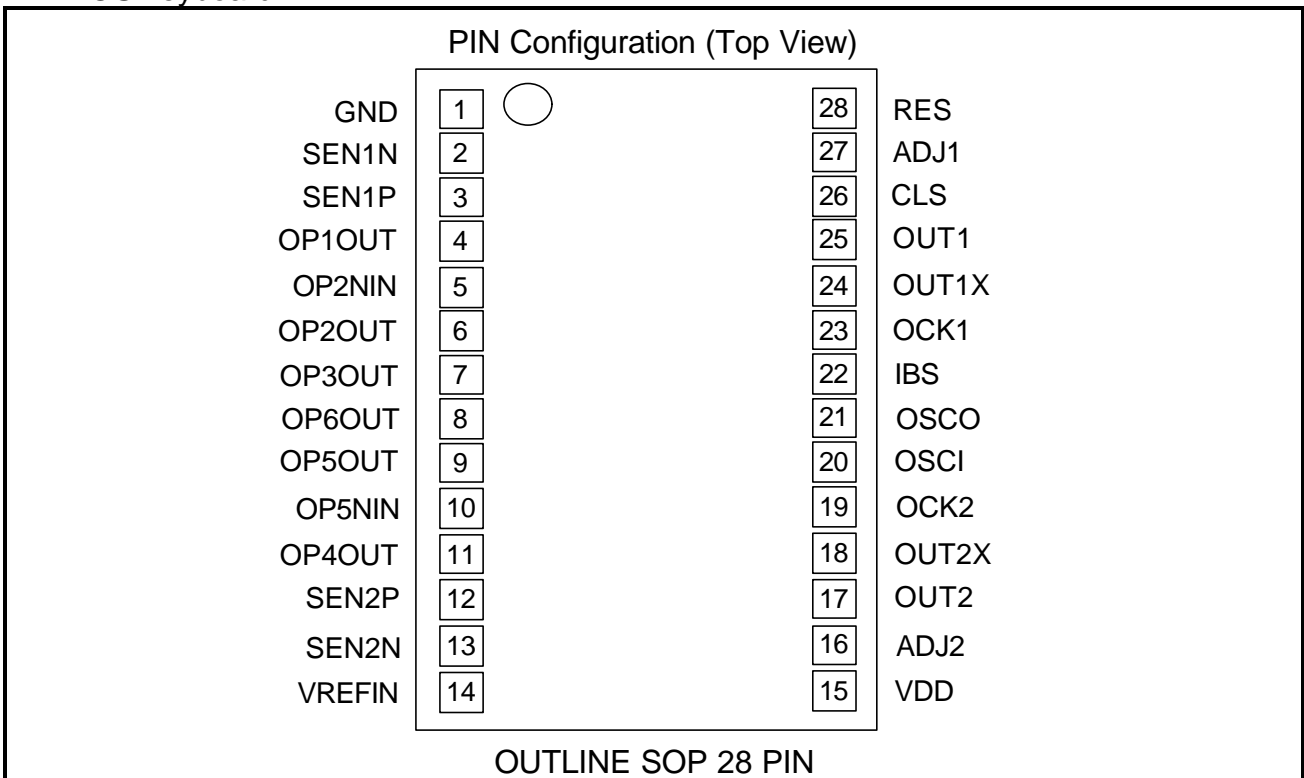 PIN Configuration (Top View)
GND 1 28 RES
SEN1N 2 27 ADJ1
SEN1P 3 26 CLS
OP1OUT 4 25 OUT1
OP2NIN 5 24 OUT1X
OP2OUT 6 23 OCK1
OP3OUT 7 22 IBS
OP6OUT 8 21 OSCO
OP5OUT 9 20 OSCI
OP5NIN 10 19 OCK2
OP4OUT 11 18 OUT2X
SEN2P 12 17 OUT2
SEN2N 13 16 ADJ2
VREFIN 14 15 VDD
OUTLINE SOP 28 PIN